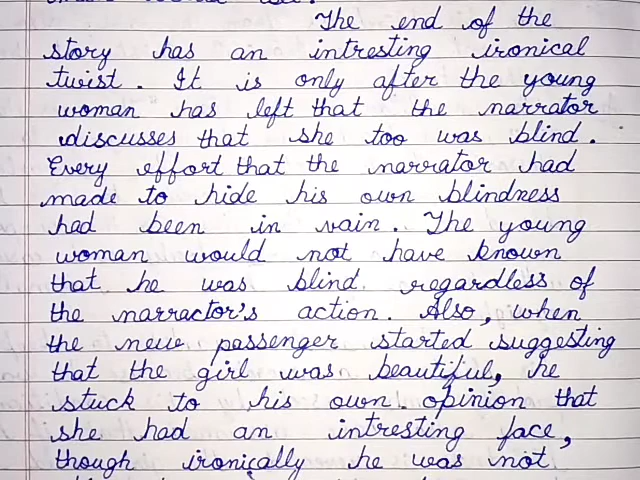 The end of the
story has an intresting ironical
twist. It is only after the young
woman has left that the narrator
discusses that she too was blind.
Every effort that the narrator had
made to hide his own blindness
had been in vain. The young
woman would not have known
that he was blind regardless of
the narractor's action. Also, when
the new passenger started suggesting
that the girl was beautiful, he
stuck to his own opinion that
she had an intresting face,
though ironically he was not